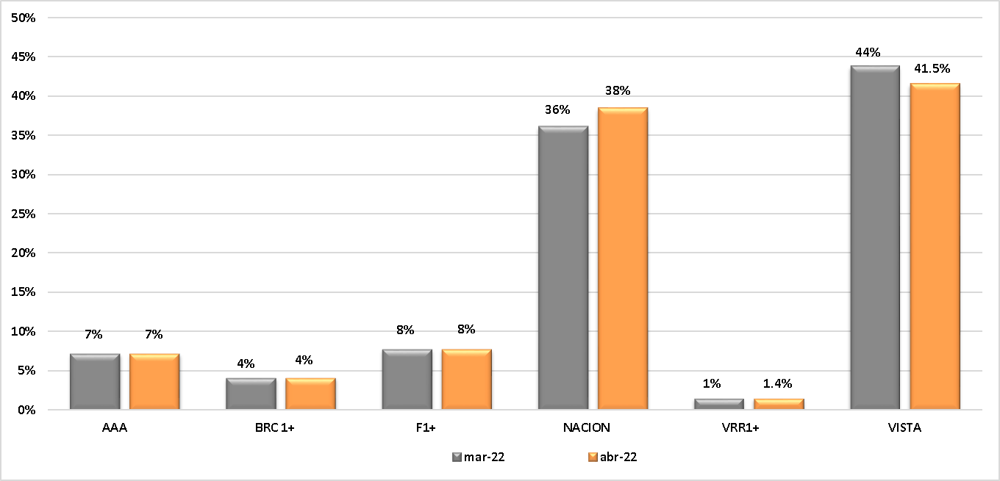 50%
45%
40%
35%
30%
25%
20%
15%
10%
5%
0%
7%
7%
4%
4%
8%
8%
36%
38%
1%
1.4%
44%
41.5%
AAA
BRC 1+
F1+
NACION
VRR1+
VISTA
mar-22
abr-22